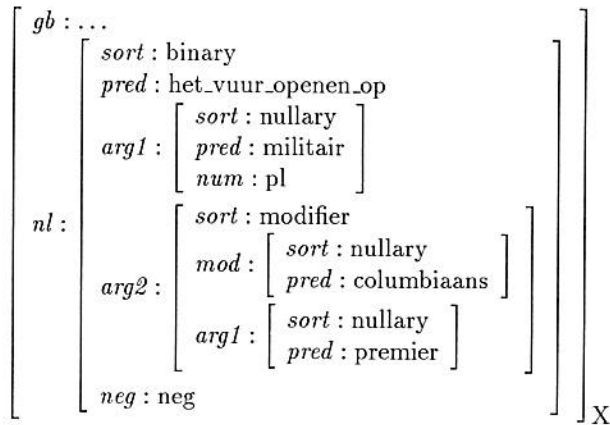 gb : ...
sort : binary
pred : het_vuur_openen_op
sort : nullary
arg1 : pred : militair
num : pl
nl :
sort : modifier
mod : sort : nullary
pred : columbiaans
arg2 :
arg1 : sort : nullary
pred : premier
neg : neg
X